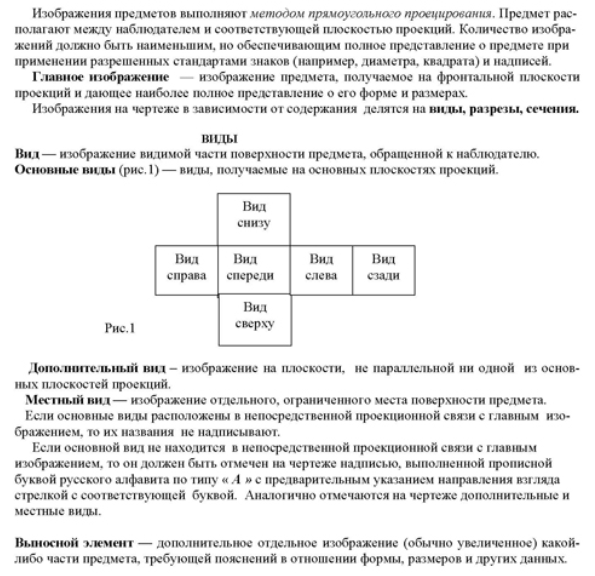 Изображения предметов выполняют методом прямоугольного проецирования. Предмет рас-
полагают между наблюдателем и соответствующей плоскостью проекций. Количество изобра-
жений должно быть наименьшим, но обеспечивающим полное представление о предмете при
применении разрешенных стандартами знаков (например, диаметра, квадрата) и надписей.
Главное изображение — изображение предмета, получаемое на фронтальной плоскости
проекций и дающее наиболее полное представление о его форме и размерах.
Изображения на чертеже в зависимости от содержания делятся на виды, разрезы, сечения.
ВИДЫ
Вид — изображение видимой части поверхности предмета, обращенной к наблюдателю.
Основные виды (рис.1) — виды, получаемые на основных плоскостях проекций.
Вид
снизу
Вид
справа
Вид
спереди
Вид
слева
Вид
сзади
Вид
сверху
Рис.1
Дополнительный вид – изображение на плоскости, не параллельной ни одной из основ-
ных плоскостей проекций.
Местный вид — изображение отдельного, ограниченного места поверхности предмета.
Если основные виды расположены в непосредственной проекционной связи с главным изо-
бражением, то их названия не надписывают.
Если основной вид не находится в непосредственной проекционной связи с главным
изображением, то он должен быть отмечен на чертеже надписью, выполненной прописной
буквой русского алфавита по типу « А » с предварительным указанием направления взгляда
стрелкой с соответствующей буквой. Аналогично отмечаются на чертеже дополнительные и
местные виды.
Выносной элемент — дополнительное отдельное изображение (обычно увеличенное) какой-
либо части предмета, требующей пояснений в отношении формы, размеров и других данных.